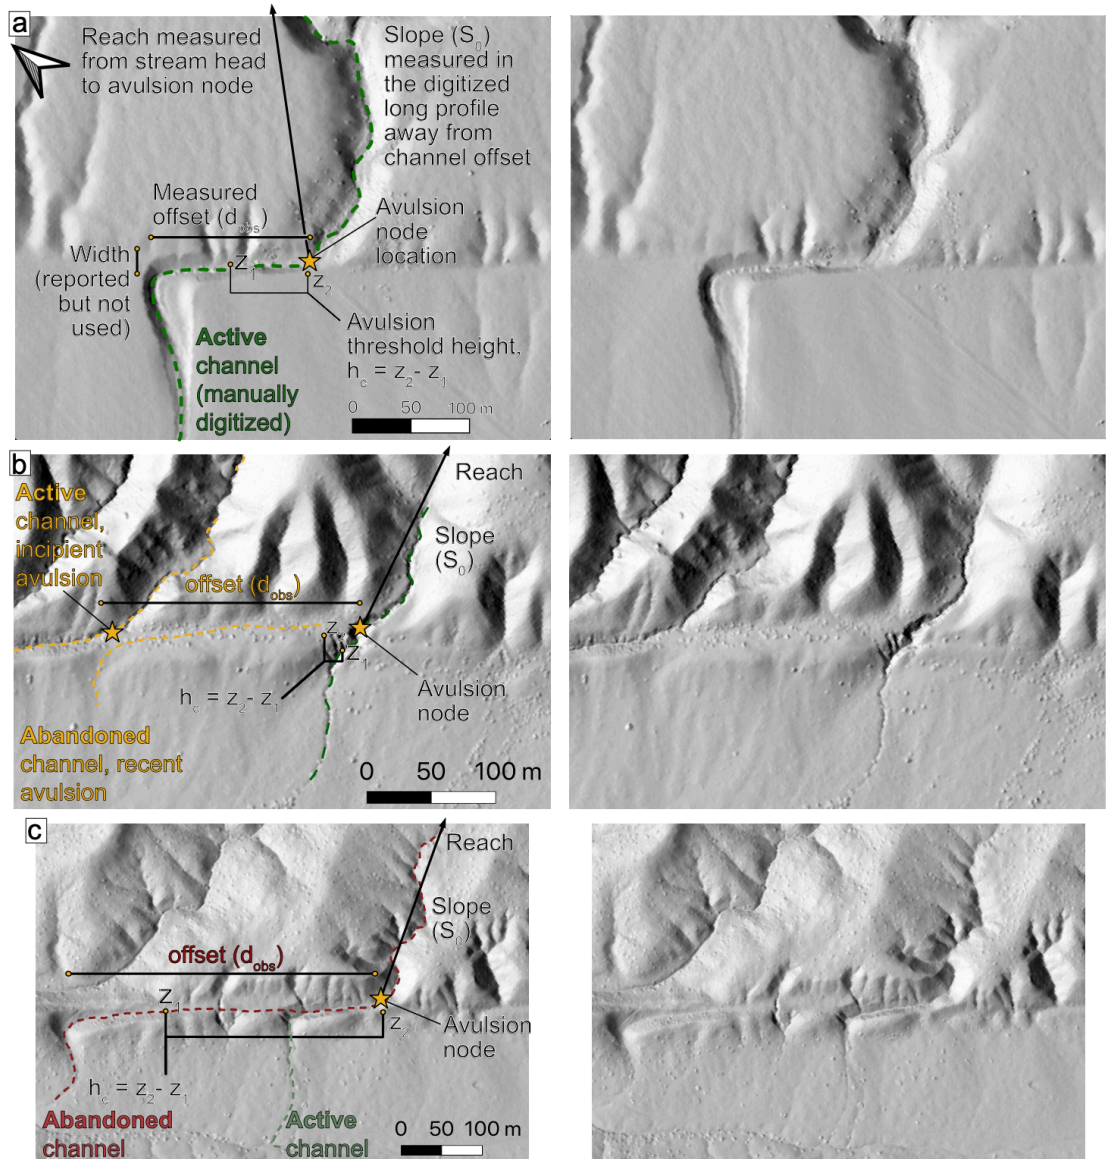 a
Reach measured
from stream head
to avulsion node
Slope (S0)
measured in
the digitized
long profile
away from
channel offset
Measured
offset (dobs)
Avulsion
node
location
Width
(reported
but not
used)
z1
z2
Active
channel
(manually
digitized)
Avulsion
threshold height,
hc = z2- z1
0 50 100 m
b
Reach
Active
channel,
incipient
avulsion
Slope
(S0)
offset (dobs)
z2
z1
hc = z2- z1
Avulsion
node
Abandoned
channel, recent
avulsion
0 50 100 m
c
Reach
Slope
(S0)
offset (dobs)
z1
z2
Avulsion
node
hc = z2- z1
Abandoned
channel
Active
channel
0 50 100 m